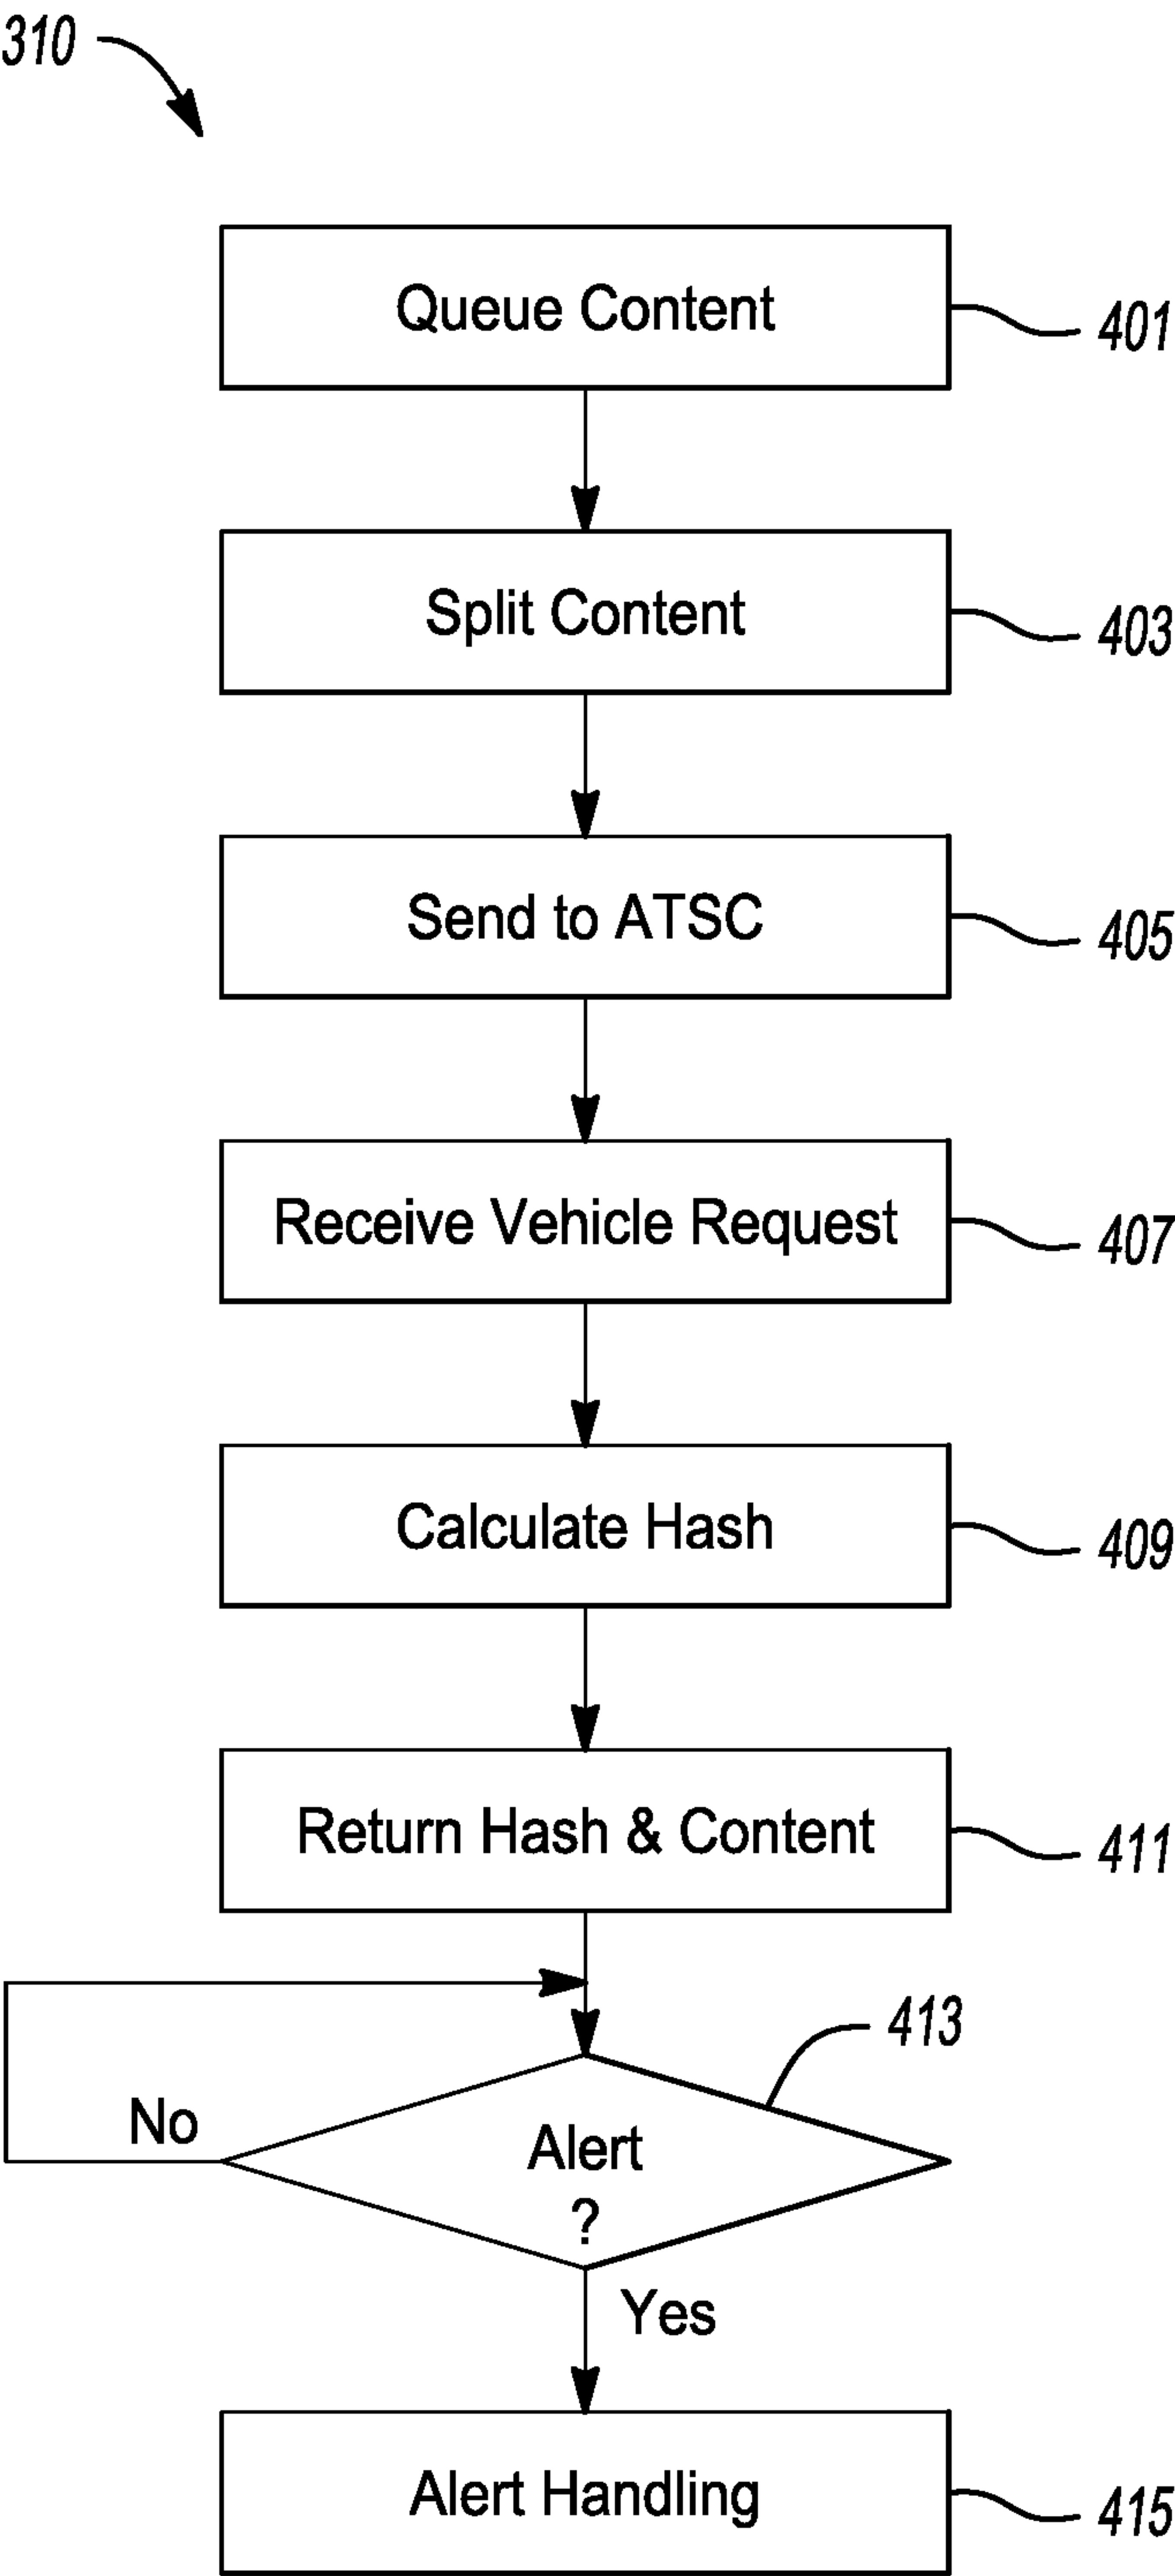 310
Queue Content
401
Split Content
403
Send to ATSC
405
Receive Vehicle Request
407
Calculate Hash
409
Return Hash & Content
411
413
No
Alert
?
Yes
Alert Handling
415